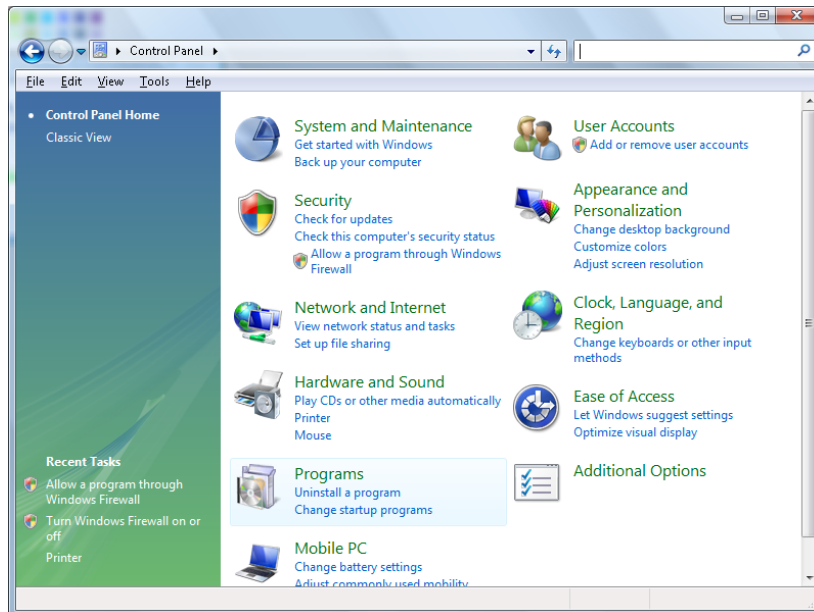 Control Panel
File Edit View Tools Help
Control Panel Home
Classic View
Recent Tasks
Allow a program through
Windows Firewall
Turn Windows Firewall on or
off
Printer
System and Maintenance
Get started with Windows
Back up your computer
Security
Check for updates
Check this computer's security status
Allow a program through Windows
Firewall
Network and Internet
View network status and tasks
Set up file sharing
Hardware and Sound
Play CDs or other media automatically
Printer
Mouse
Programs
Uninstall a program
Change startup programs
Mobile PC
Change battery settings
Adjust commonly used mobility
User Accounts
Add or remove user accounts
Appearance and
Personalization
Change desktop background
Customize colors
Adjust screen resolution
Clock, Language, and
Region
Change keyboards or other input
methods
Ease of Access
Let Windows suggest settings
Optimize visual display
Additional Options